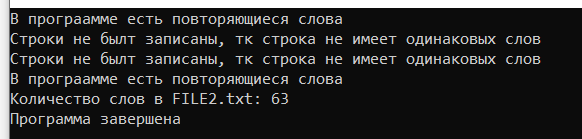 В програамме есть повторяющиеся слова
Строки не былт записаны, тк строка не имеет одинаковых слов
Строки не былт записаны, тк строка не имеет одинаковых слов
В програамме есть повторяющиеся слова
Количество слов в FILE2.txt: 63
Программа завершена